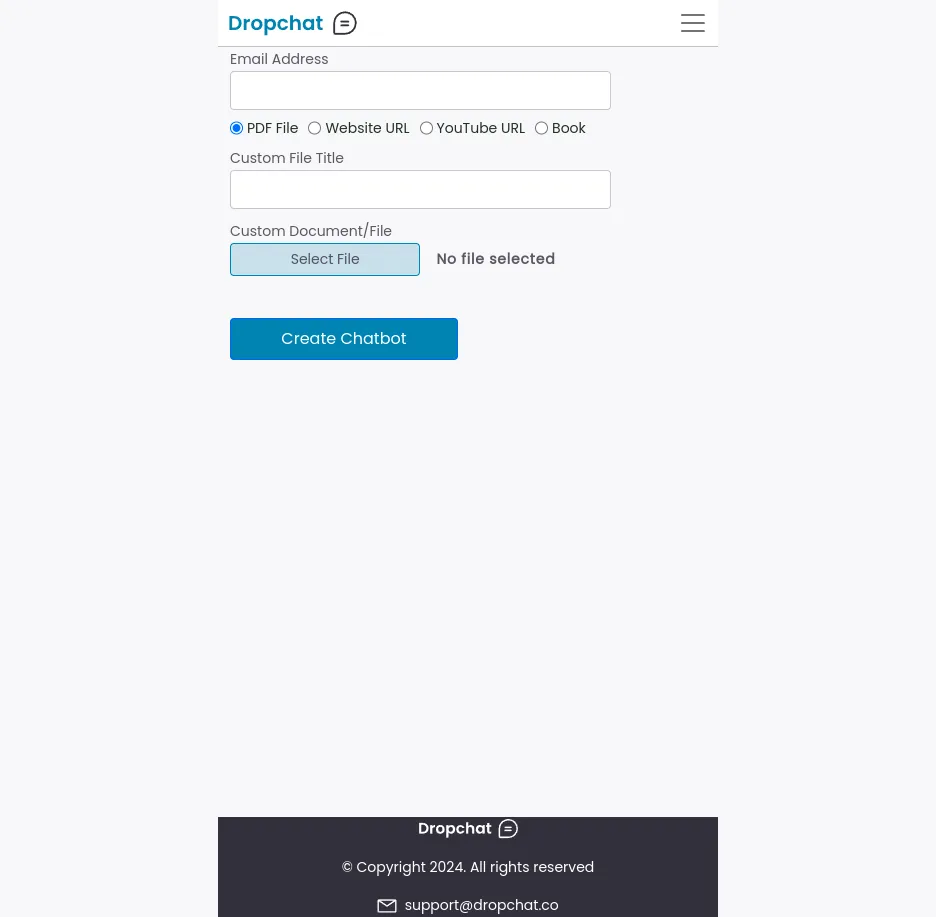 Dropchat
Email Address
PDF File Website URL YouTube URL Book
Custom File Title
Custom Document/File
Select File No file selected
Create Chatbot
Dropchat
© Copyright 2024. All rights reserved
support@dropchat.co